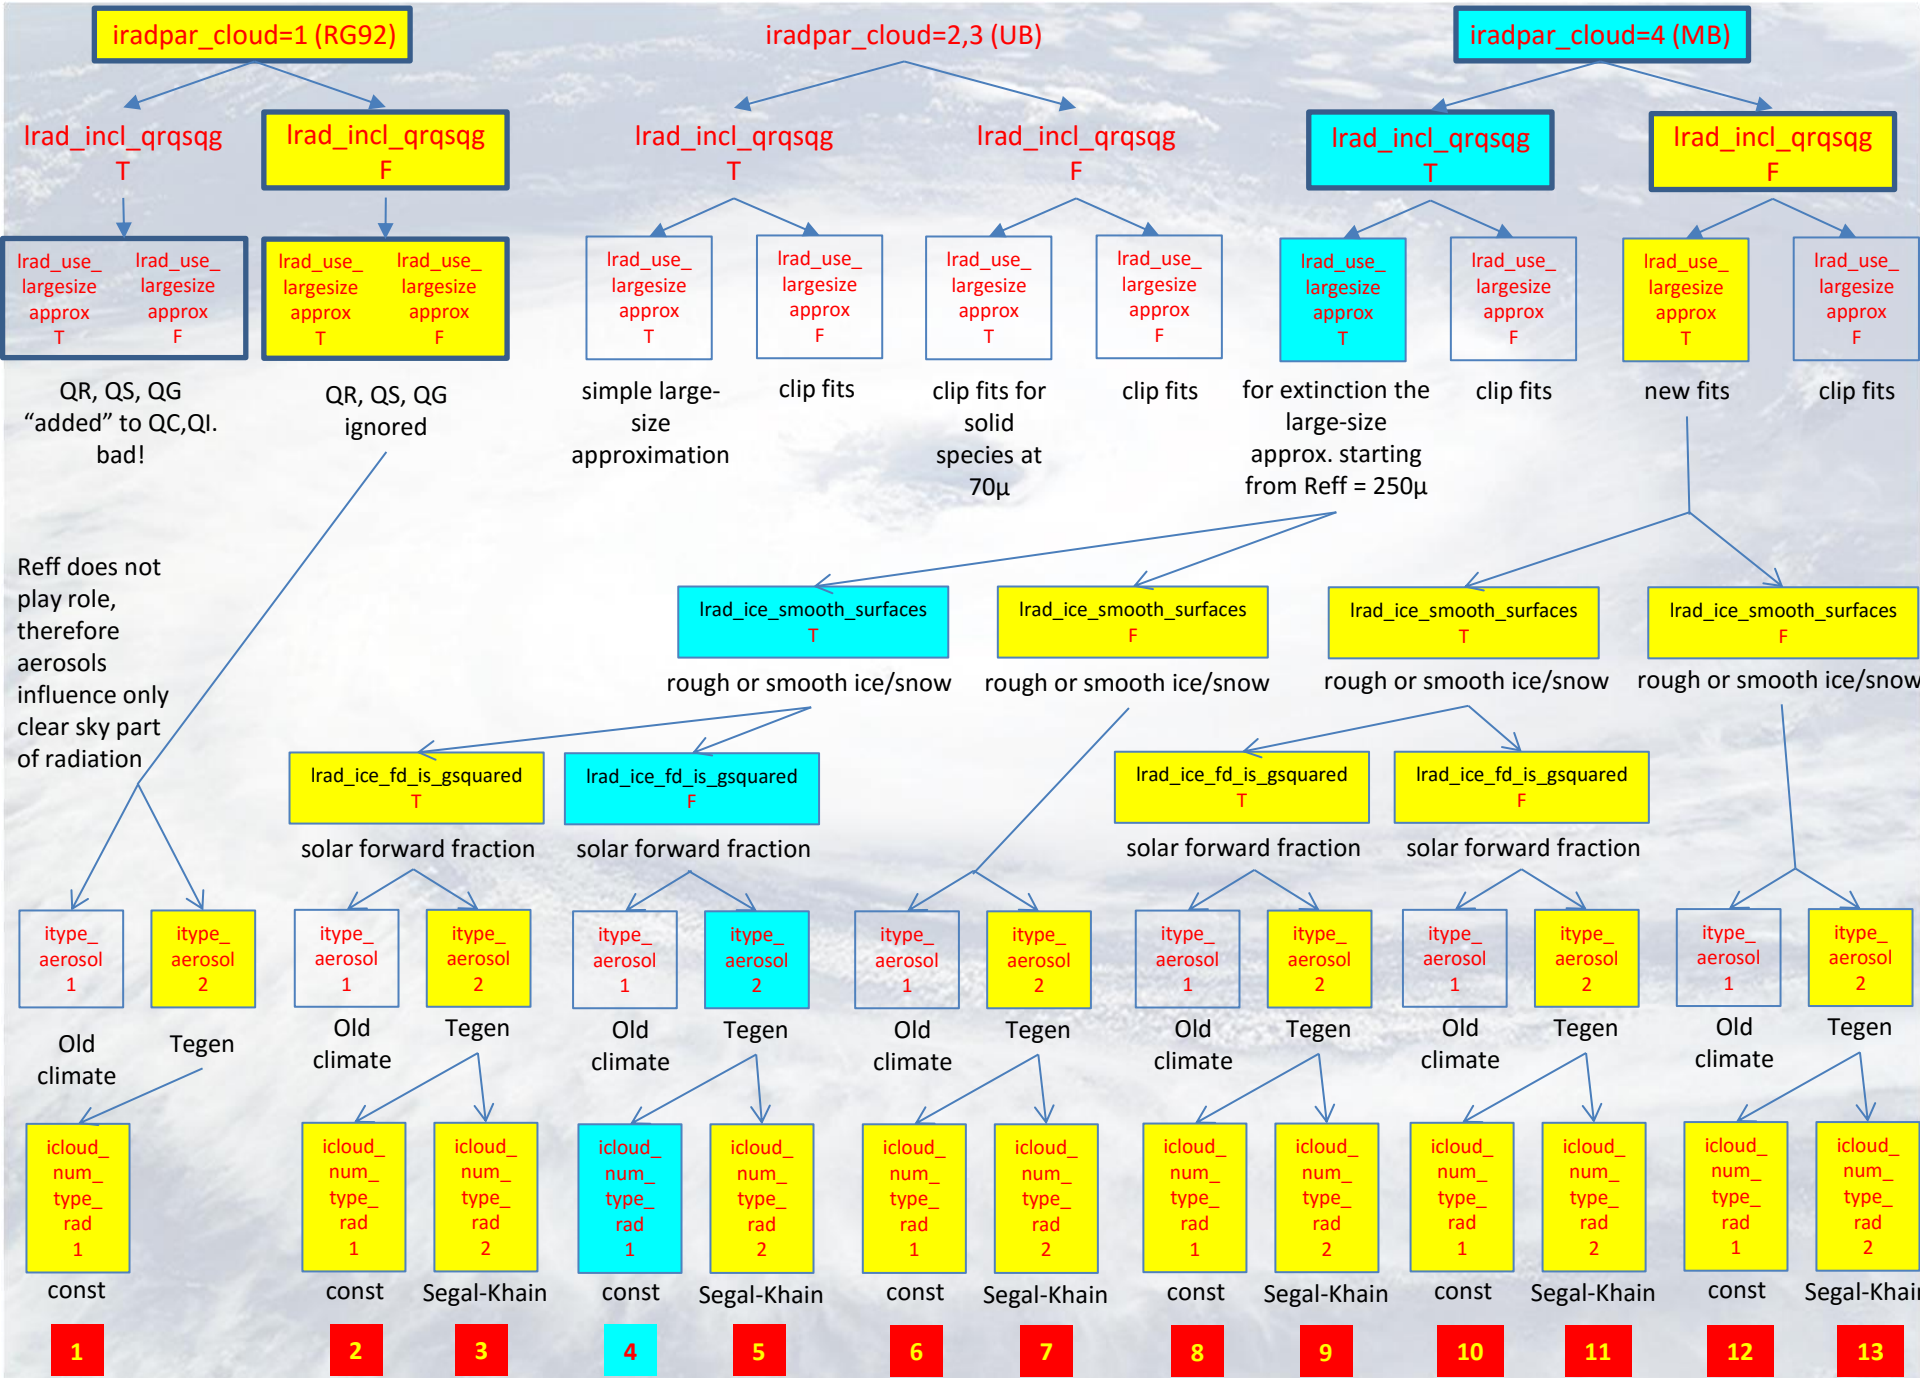 iradpar_cloud=1 (RG92)
iradpar_cloud=2,3 (UB)
iradpar_cloud=4 (MB)
lrad_incl_qrqsqg
T
lrad_incl_qrqsqg
F
lrad_incl_qrqsqg
T
lrad_incl_qrqsqg
F
lrad_incl_qrqsqg
T
lrad_incl_qrqsqg
F
lrad_use_
largesize
approx
T
lrad_use_
largesize
approx
F
lrad_use_
largesize
approx
T
lrad_use_
largesize
approx
F
lrad_use_
largesize
approx
T
lrad_use_
largesize
approx
F
lrad_use_
largesize
approx
T
lrad_use_
largesize
approx
F
lrad_use_
largesize
approx
T
lrad_use_
largesize
approx
F
lrad_use_
largesize
approx
T
lrad_use_
largesize
approx
F
QR, QS, QG
“added” to QC,QI.
bad!
QR, QS, QG
ignored
simple large-
size
approximation
clip fits
clip fits for
solid
species at
70µ
clip fits
for extinction the
large-size
approx. starting
from Reff = 250µ
clip fits
new fits
clip fits
Reff does not
play role,
therefore
aerosols
influence only
clear sky part
of radiation
lrad_ice_smooth_surfaces
T
lrad_ice_smooth_surfaces
F
lrad_ice_smooth_surfaces
T
lrad_ice_smooth_surfaces
F
rough or smooth ice/snow
rough or smooth ice/snow
rough or smooth ice/snow
rough or smooth ice/snow
lrad_ice_fd_is_gsquared
T
lrad_ice_fd_is_gsquared
F
lrad_ice_fd_is_gsquared
T
lrad_ice_fd_is_gsquared
F
solar forward fraction
solar forward fraction
solar forward fraction
solar forward fraction
itype_
aerosol
1
itype_
aerosol
2
itype_
aerosol
1
itype_
aerosol
2
itype_
aerosol
1
itype_
aerosol
2
itype_
aerosol
1
itype_
aerosol
2
itype_
aerosol
1
itype_
aerosol
2
itype_
aerosol
1
itype_
aerosol
2
itype_
aerosol
1
itype_
aerosol
2
Old
climate
Tegen
Old
climate
Tegen
Old
climate
Tegen
Old
climate
Tegen
Old
climate
Tegen
Old
climate
Tegen
Old
climate
Tegen
icloud_
num_
type_
rad
1
icloud_
num_
type_
rad
1
icloud_
num_
type_
rad
2
icloud_
num_
type_
rad
1
icloud_
num_
type_
rad
2
icloud_
num_
type_
rad
1
icloud_
num_
type_
rad
2
icloud_
num_
type_
rad
1
icloud_
num_
type_
rad
2
icloud_
num_
type_
rad
1
icloud_
num_
type_
rad
2
icloud_
num_
type_
rad
1
icloud_
num_
type_
rad
2
const
const
Segal-Khain
const
Segal-Khain
const
Segal-Khain
const
Segal-Khain
const
Segal-Khain
const
Segal-Khain
1
2
3
4
5
6
7
8
9
10
11
12
13